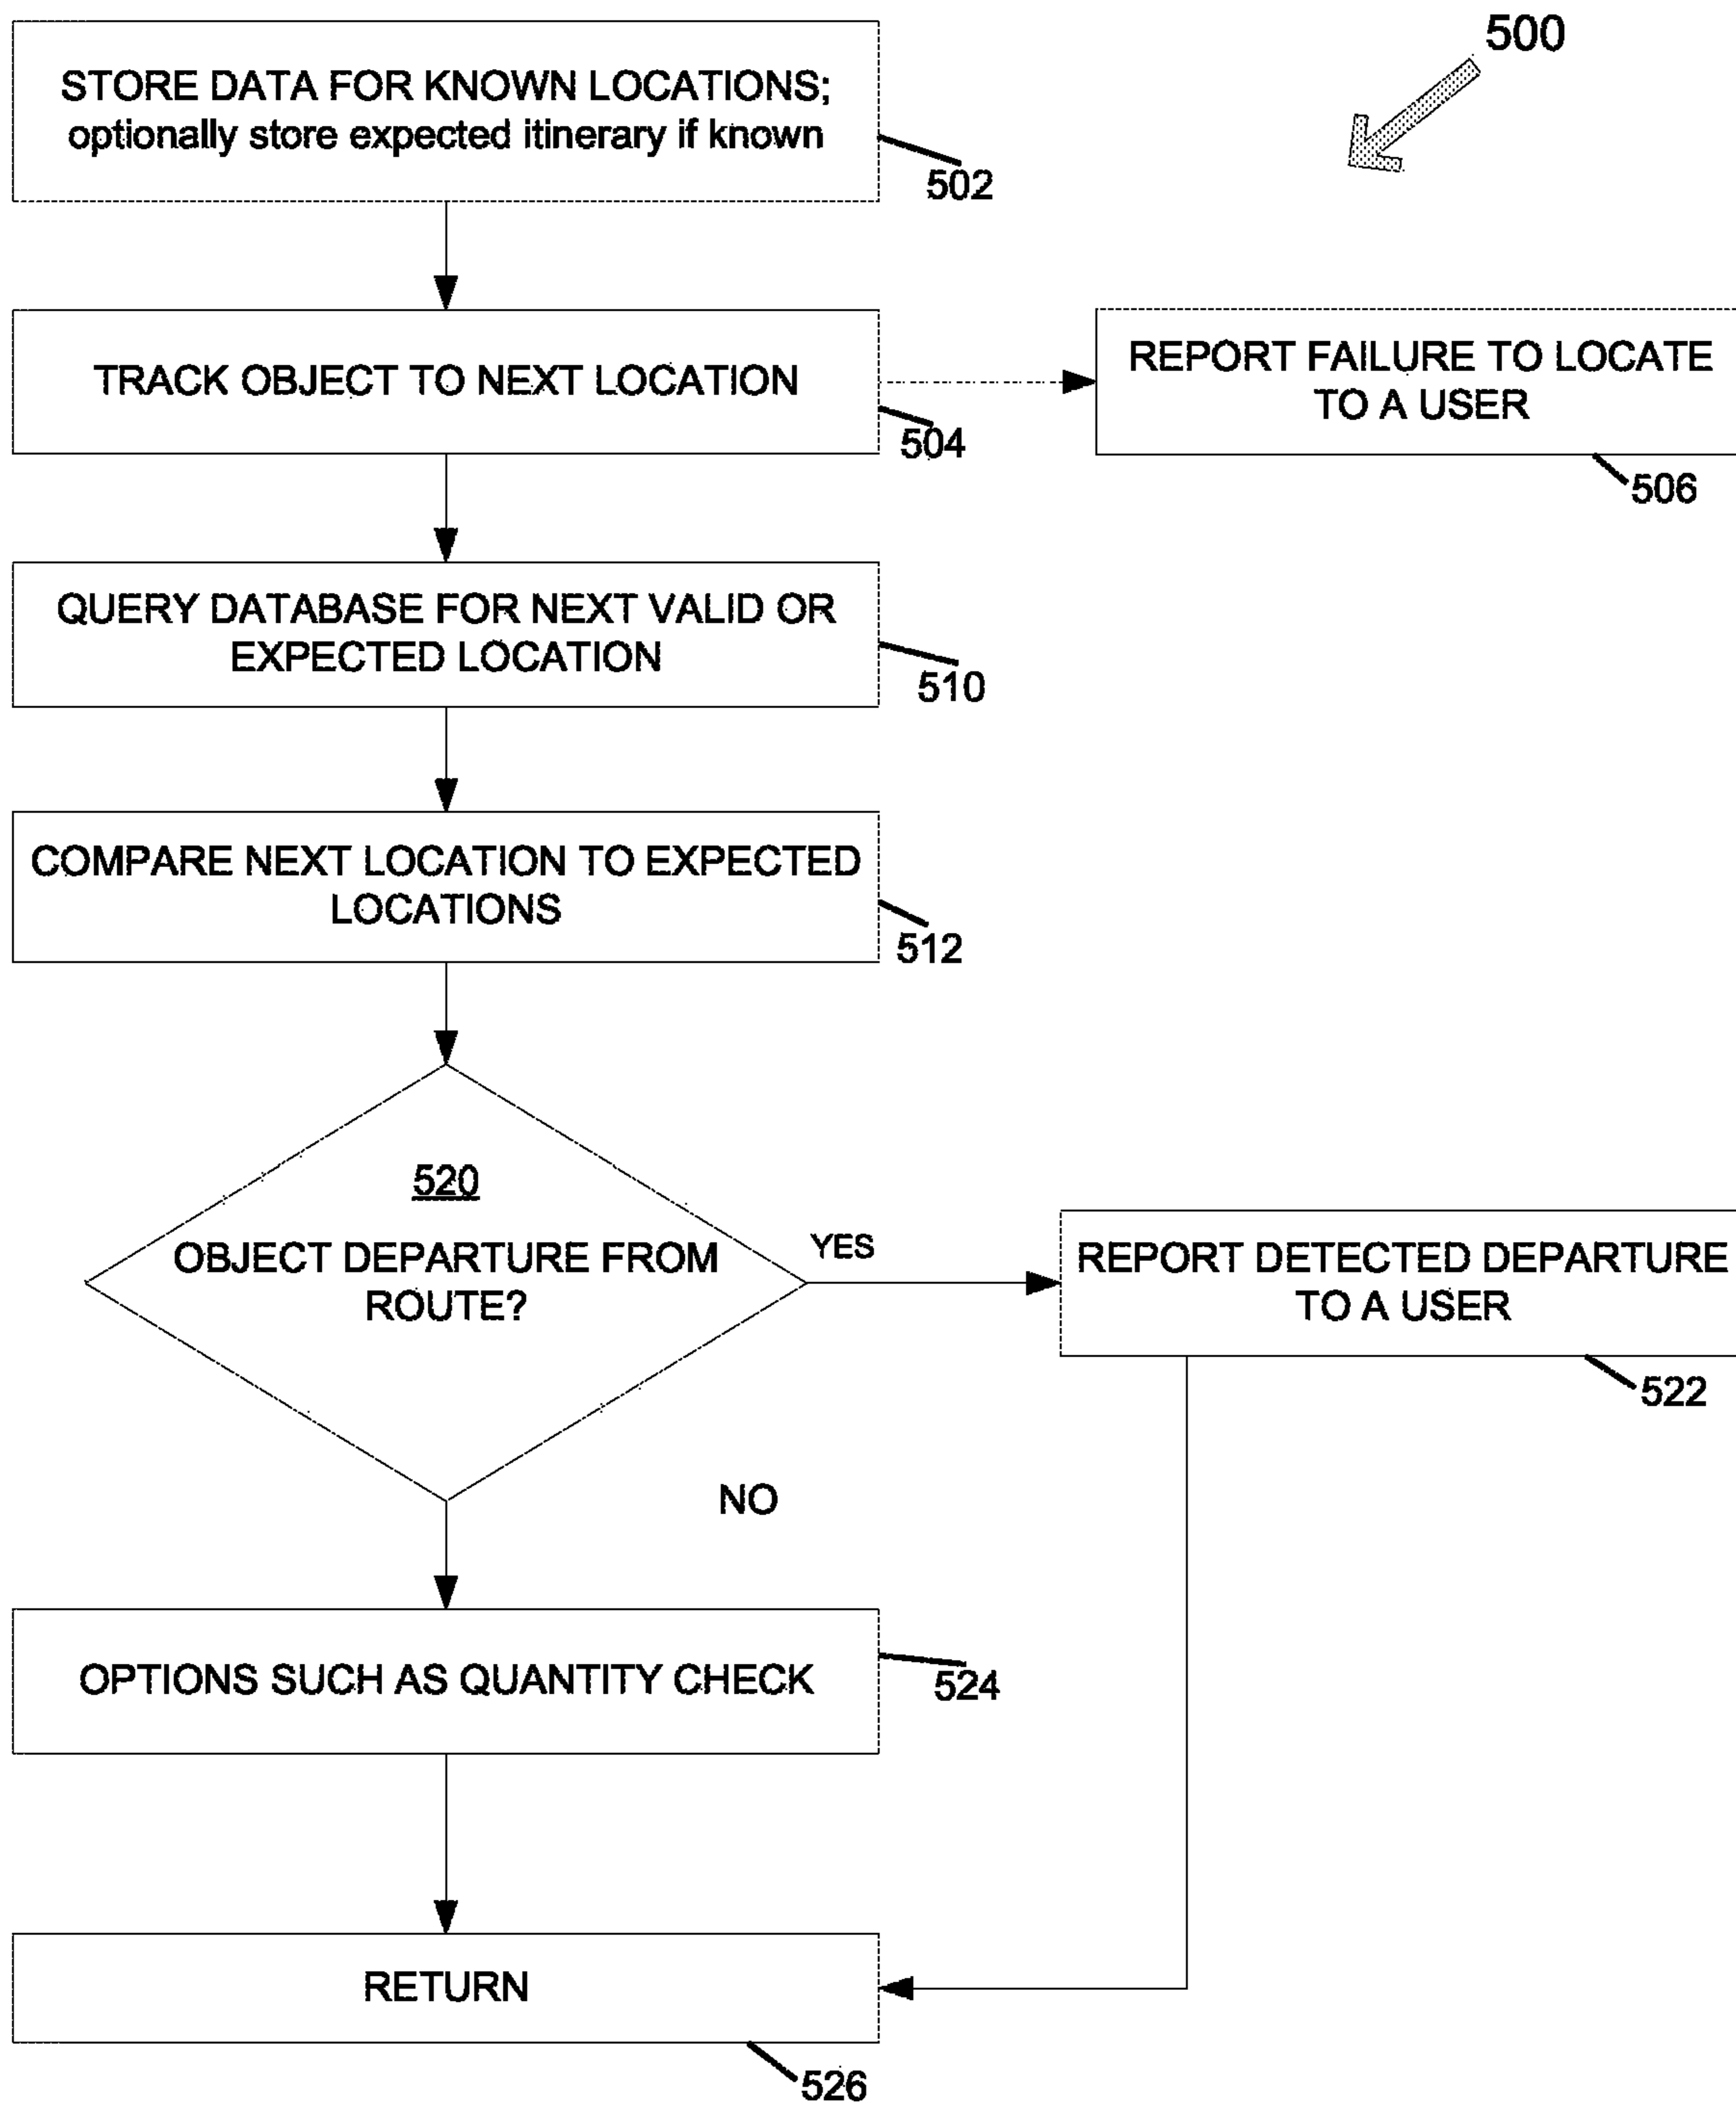 500
STORE DATA FOR KNOWN LOCATIONS;
optionally store expected itinerary if known
502
TRACK OBJECT TO NEXT LOCATION
504
REPORT FAILURE TO LOCATE
TO A USER
506
QUERY DATABASE FOR NEXT VALID OR
EXPECTED LOCATION
510
COMPARE NEXT LOCATION TO EXPECTED
LOCATIONS
512
520
OBJECT DEPARTURE FROM
ROUTE?
YES
REPORT DETECTED DEPARTURE
TO A USER
522
NO
OPTIONS SUCH AS QUANTITY CHECK
524
RETURN
526